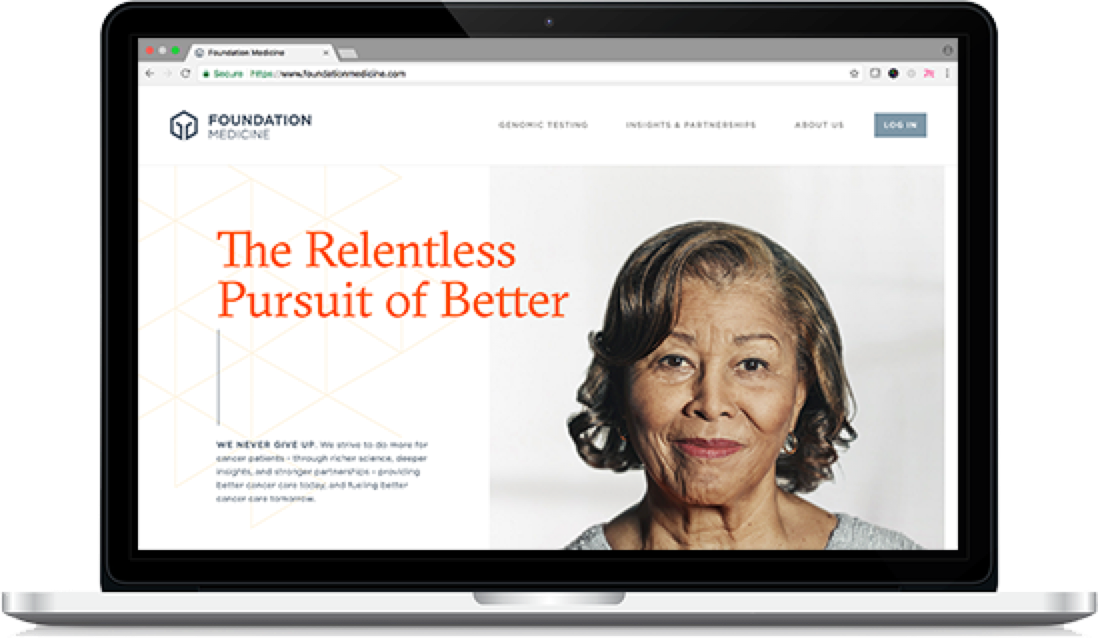 Foundation Medicine
Secure https://www.foundationmedicine.com
FOUNDATION
MEDICINE
GENOMIC TESTING INSIGHTS & PARTNERSHIPS ABOUT US LOG IN
The Relentless
Pursuit of Better
WE NEVER GIVE UP. We strive to do more for
cancer patients - through richer science, deeper
insights, and stronger partnerships - providing
better cancer care today, and fueling better
cancer care tomorrow.